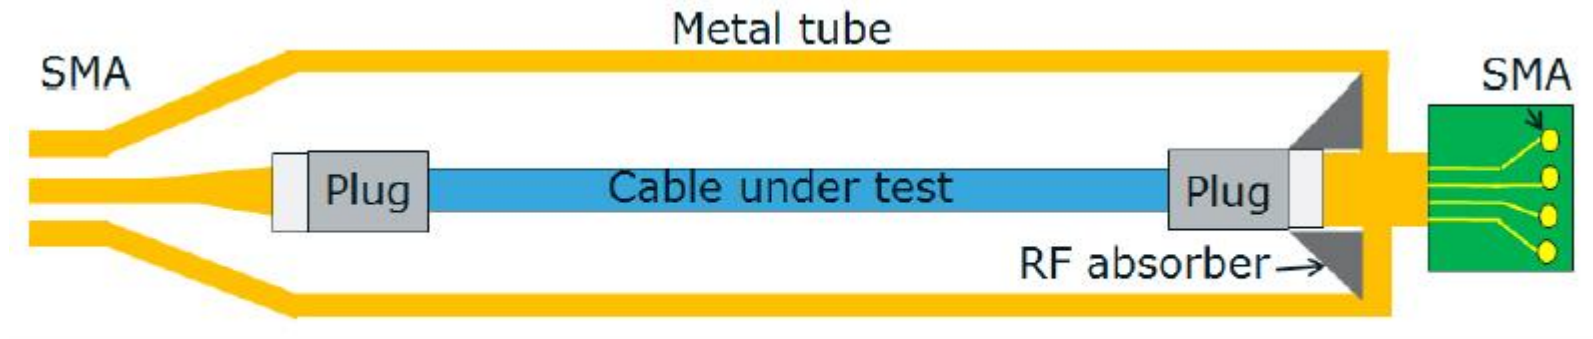 Metal tube
SMA
SMA
Plug
Cable under test
Plug
RF absorber